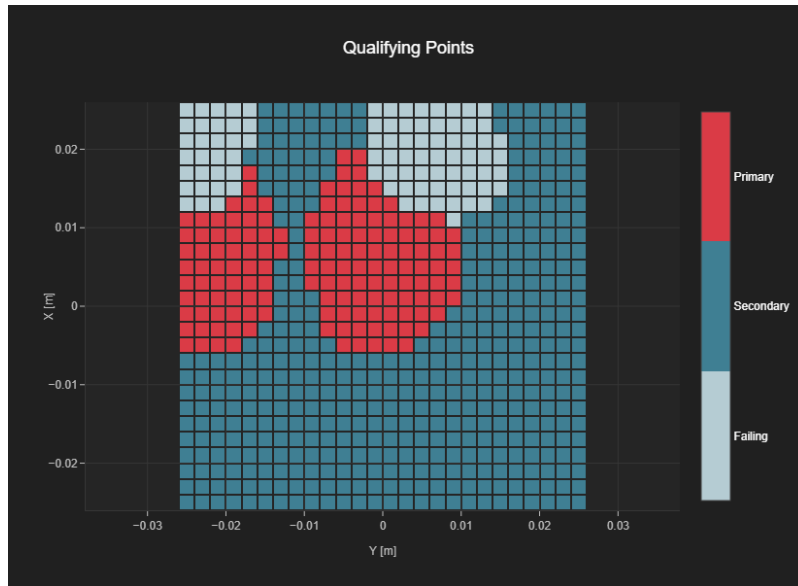 Qualifying Points
0.02
0.01
0
−0.01
−0.02
X [m]
−0.03
−0.02
−0.01
0
0.01
0.02
0.03
Y [m]
Primary
Secondary
Failing